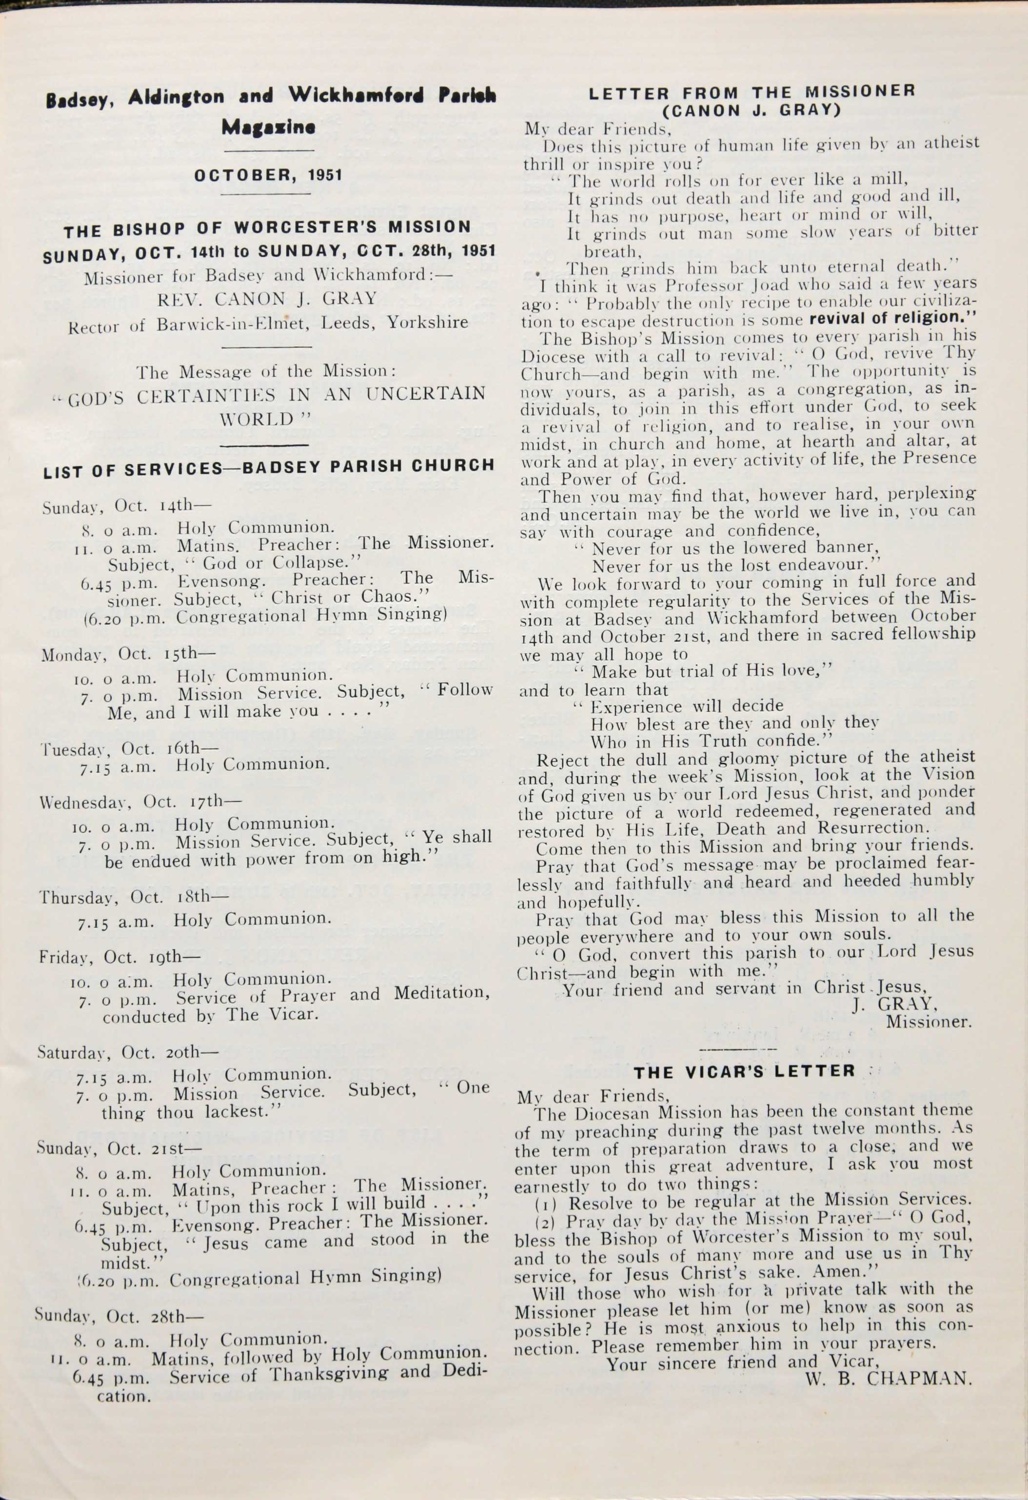 Badsey, Aldington and Wickhamford Parish
Magazine
OCTOBER, 1951
THE BISHOP OF WORCESTER'S MISSION
SUNDAY, OCT. 14th to SUNDAY, OCT. 28th, 1951
Missioner for Badsey and Wickhamford:—
REV. CANON J. GRAY
Rector of Barwick-in-Elmet, Leeds, Yorkshire
The Message of the Mission:
"GOD'S CERTAINTIES IN AN UNCERTAIN
WORLD"
LIST OF SERVICES—BADSEY PARISH CHURCH
Sunday, Oct. 14th—
8. 0 a.m. Holy Communion.
11. 0 a.m. Matins. Preacher: The Missioner.
Subject, "God or Collapse."
6.45 p.m. Evensong. Preacher: The Mis-
sioner. Subject, "Christ or Chaos."
(6.20 p.m. Congregational Hymn Singing)
Monday, Oct. 15th—
10. 0 a.m. Holy Communion.
7. 0 p.m. Mission Service. Subject, "Follow
Me, and I will make you . . . ."
Tuesday, Oct. 16th—
7.15 a.m. Holy Communion.
Wednesday, Oct. 17th—
10. 0 a.m. Holy Communion.
7. 0 p.m. Mission Service. Subject, "Ye shall
be endued with power from on high."
Thursday, Oct. 18th—
7.15 a.m. Holy Communion.
Friday, Oct. 19th—
10. 0 a.m. Holy Communion.
7. 0 p.m. Service of Prayer and Meditation,
conducted by The Vicar.
Saturday, Oct. 20th—
7.15 a.m. Holy Communion.
7. 0 p.m. Mission Service. Subject, "One
thing thou lackest."
Sunday, Oct. 21st—
8. 0 a.m. Holy Communion.
11. 0 a.m. Matins, Preacher: The Missioner.
Subject, "Upon this rock I will build . . . ."
6.45 p.m. Evensong. Preacher: The Missioner.
Subject, "Jesus came and stood in the
midst."
(6.20 p.m. Congregational Hymn Singing)
Sunday, Oct. 28th—
8. 0 a.m. Holy Communion.
11. 0 a.m. Matins, followed by Holy Communion.
6.45 p.m. Service of Thanksgiving and Dedi-
cation.
LETTER FROM THE MISSIONER
(CANON J. GRAY)
My dear Friends,
Does this picture of human life given by an atheist
thrill or inspire you?
"The world rolls on for ever like a mill,
It grinds out death and life and good and ill,
It has no purpose, heart or mind or will,
It grinds out man some slow years of bitter
breath,
Then grinds him back unto eternal death."
I think it was Professor Joad who said a few years
ago: "Probably the only recipe to enable our civiliza-
tion to escape destruction is some revival of religion."
The Bishop's Mission comes to every parish in his
Diocese with a call to revival: "O God, revive Thy
Church—and begin with me." The opportunity is
now yours, as a parish, as a congregation, as in-
dividuals, to join in this effort under God, to seek
a revival of religion, and to realise, in your own
midst, in church and home, at hearth and altar, at
work and at play, in every activity of life, the Presence
and Power of God.
Then you may find that, however hard, perplexing
and uncertain may be the world we live in, you can
say with courage and confidence,
"Never for us the lowered banner,
Never for us the lost endeavour."
We look forward to your coming in full force and
with complete regularity to the Services of the Mis-
sion at Badsey and Wickhamford between October
14th and October 21st, and there in sacred fellowship
we may all hope to
"Make but trial of His love,"
and to learn that
"Experience will decide
How blest are they and only they
Who in His Truth confide."
Reject the dull and gloomy picture of the atheist
and, during the week's Mission, look at the Vision
of God given us by our Lord Jesus Christ, and ponder
the picture of a world redeemed, regenerated and
restored by His Life, Death and Resurrection.
Come then to this Mission and bring your friends.
Pray that God's message may be proclaimed fear-
lessly and faithfully and heard and heeded humbly
and hopefully.
Pray that God may bless this Mission to all the
people everywhere and to your own souls.
"O God, convert this parish to our Lord Jesus
Christ—and begin with me."
Your friend and servant in Christ Jesus,
J. GRAY,
Missioner.
THE VICAR'S LETTER
My dear Friends,
The Diocesan Mission has been the constant theme
of my preaching during the past twelve months. As
the term of preparation draws to a close, and we
enter upon this great adventure, I ask you most
earnestly to do two things:
(1) Resolve to be regular at the Mission Services.
(2) Pray day by day the Mission Prayer—"O God,
bless the Bishop of Worcester's Mission to my soul,
and to the souls of many more and use us in Thy
service, for Jesus Christ's sake. Amen."
Will those who wish for a private talk with the
Missioner please let him (or me) know as soon as
possible? He is most anxious to help in this con-
nection. Please remember him in your prayers.
Your sincere friend and Vicar,
W. B. CHAPMAN.